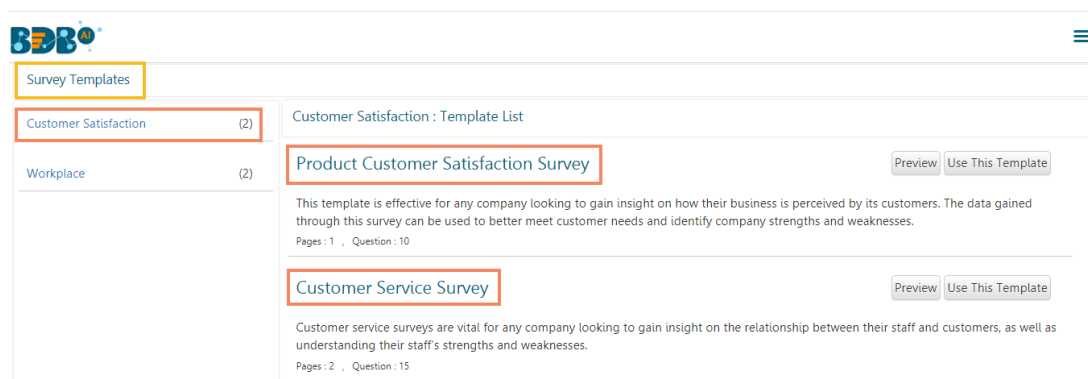 BDB AI
Survey Templates
Customer Satisfaction (2)
Workplace (2)
Customer Satisfaction : Template List
Product Customer Satisfaction Survey
Preview Use This Template
This template is effective for any company looking to gain insight on how their business is perceived by its customers. The data gained
through this survey can be used to better meet customer needs and identify company strengths and weaknesses.
Pages : 1 , Question : 10
Customer Service Survey
Preview Use This Template
Customer service surveys are vital for any company looking to gain insight on the relationship between their staff and customers, as well as
understanding their staff's strengths and weaknesses.
Pages : 2 , Question : 15